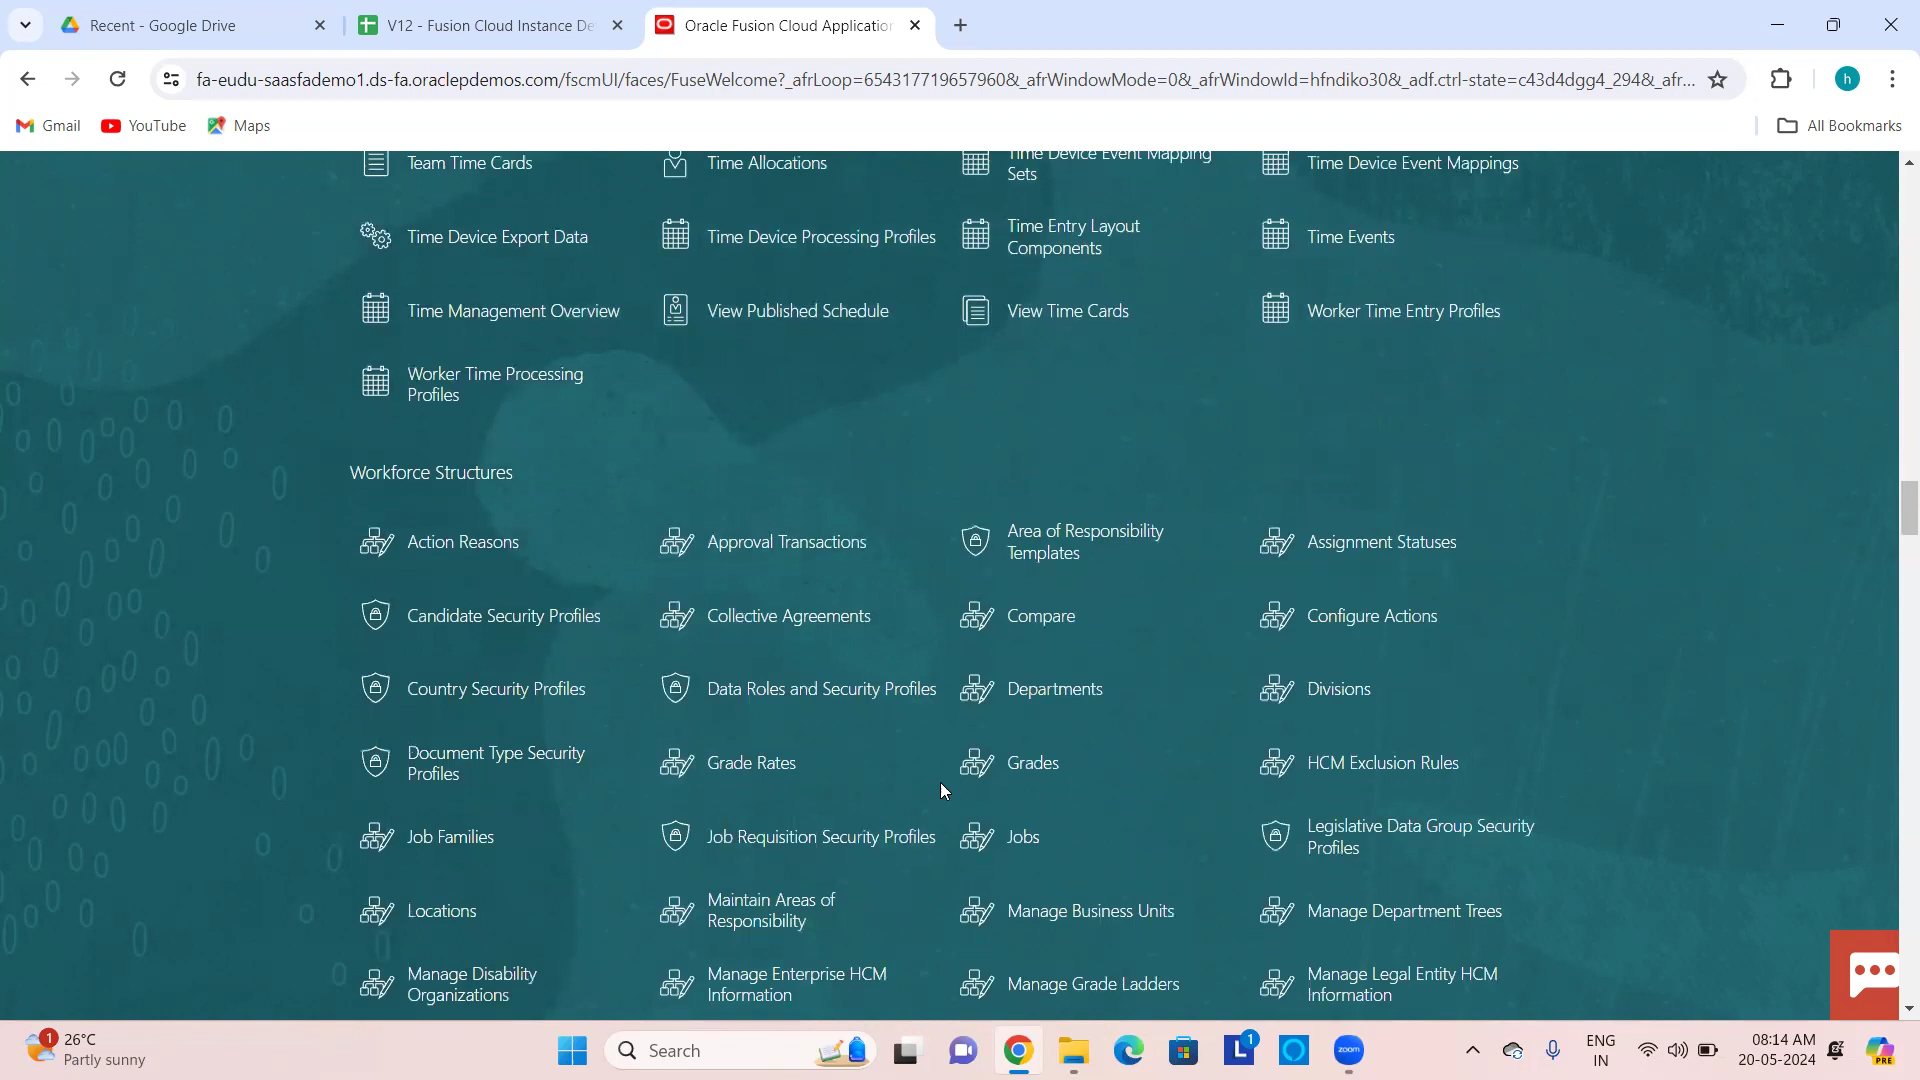 Recent - Google Drive
V12 - Fusion Cloud Instance De
Oracle Fusion Cloud Application
fa-eudu-saasfademo1.ds-fa.oraclepdemos.com/fscmUI/faces/FuseWelcome?_afrLoop=654317719657960&_afrWindowMode=0&_afrWindowId=hfndiko30&_adf.ctrl-state=c43d4dgg4_294&_afr...
h
Gmail
YouTube
Maps
All Bookmarks
Team Time Cards
Time Allocations
Time Device Event Mapping
Sets
Time Device Event Mappings
Time Device Export Data
Time Device Processing Profiles
Time Entry Layout
Components
Time Events
Time Management Overview
View Published Schedule
View Time Cards
Worker Time Entry Profiles
Worker Time Processing
Profiles
Workforce Structures
Action Reasons
Approval Transactions
Area of Responsibility
Templates
Assignment Statuses
Candidate Security Profiles
Collective Agreements
Compare
Configure Actions
Country Security Profiles
Data Roles and Security Profiles
Departments
Divisions
Document Type Security
Profiles
Grade Rates
Grades
HCM Exclusion Rules
Job Families
Job Requisition Security Profiles
Jobs
Legislative Data Group Security
Profiles
Locations
Maintain Areas of
Responsibility
Manage Business Units
Manage Department Trees
Manage Disability
Organizations
Manage Enterprise HCM
Information
Manage Grade Ladders
Manage Legal Entity HCM
Information
1
26°C
Partly sunny
Search
L
1
zoom
ENG
IN
08:14 AM
20-05-2024
PRE